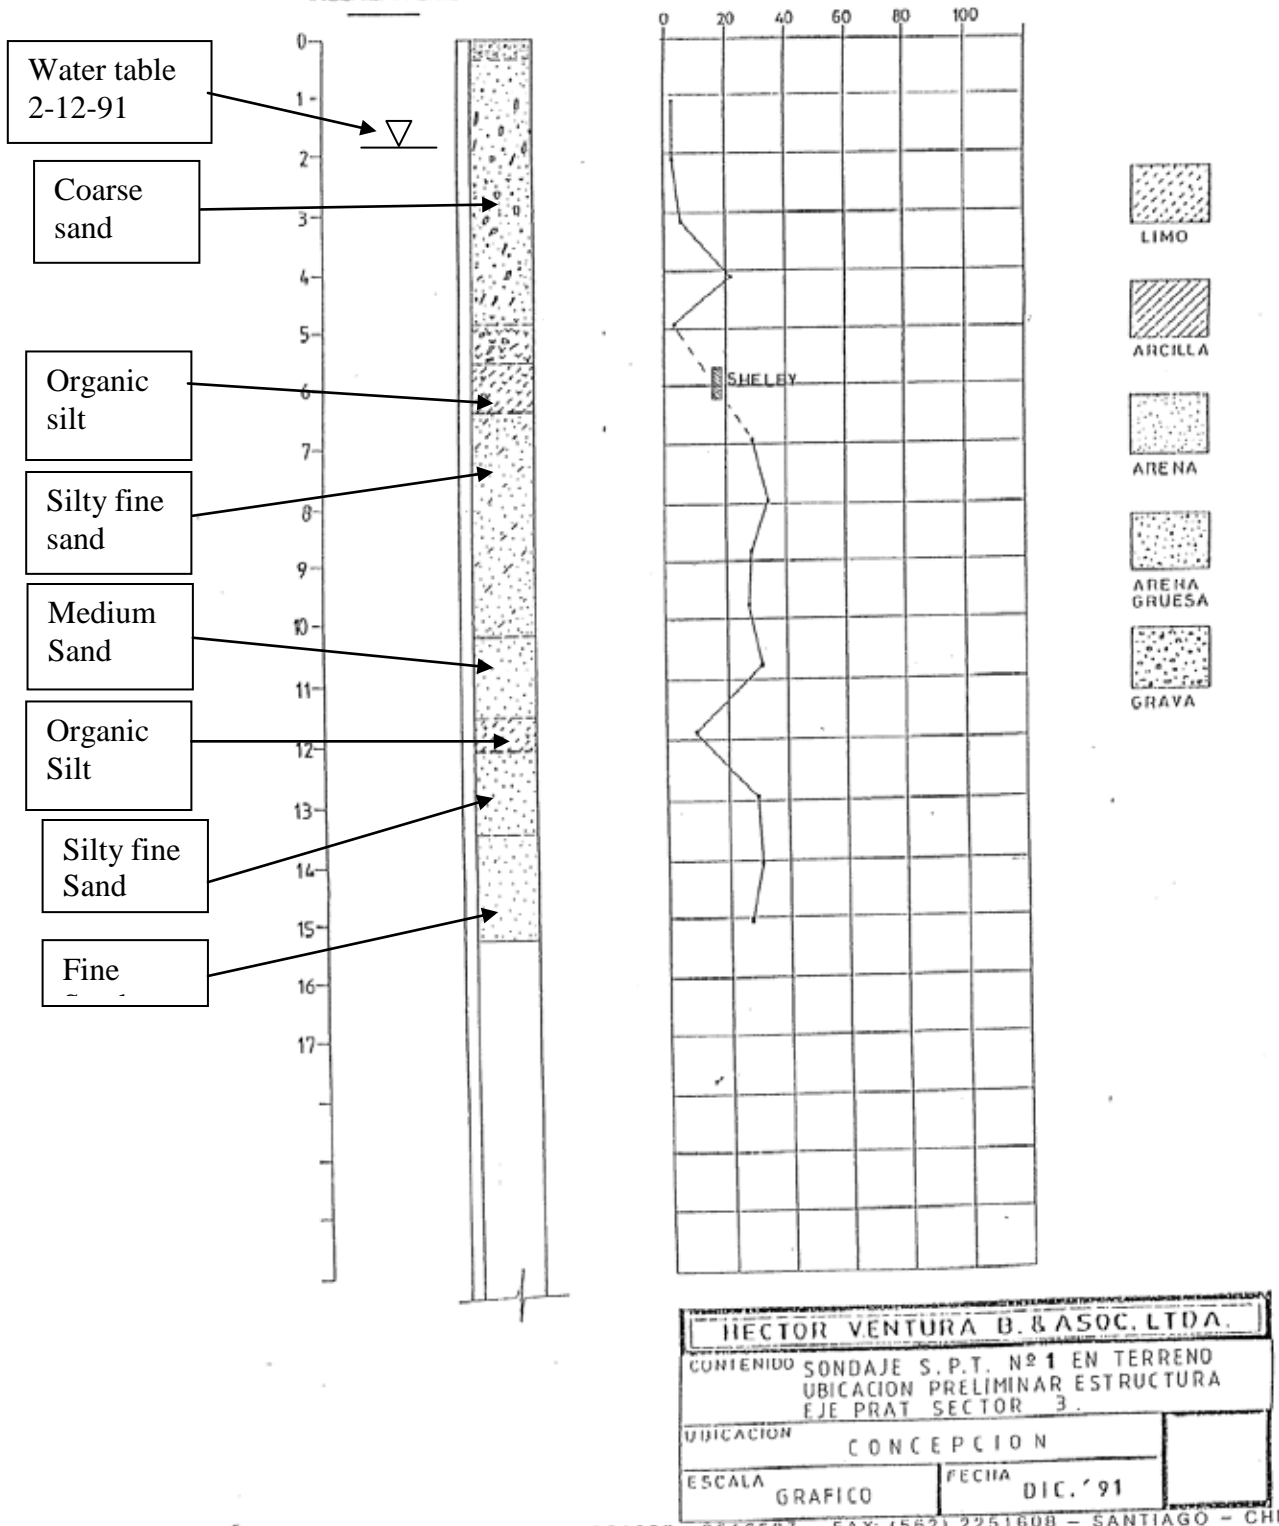 0 20 40 60 80 100
0
Water table
2-12-91
1
2
Coarse
sand
3
4
5
Organic
silt
6
SHELBY
7
Silty fine
sand
8
9
Medium
Sand
10
11
Organic
Silt
12
13
Silty fine
Sand
14
15
Fine
16
17
LIMO
ARCILLA
ARENA
ARENA
GRUESA
GRAVA
HECTOR VENTURA B. & ASOC. LTDA.
CONTENIDO SONDAJE S.P.T. Nº 1 EN TERRENO
UBICACION PRELIMINAR ESTRUCTURA
EJE PRAT SECTOR 3.
UBICACION CONCEPCION
ESCALA GRAFICO
FECHA DIC.'91
FAX: (562) 2251608 – SANTIAGO – CHI